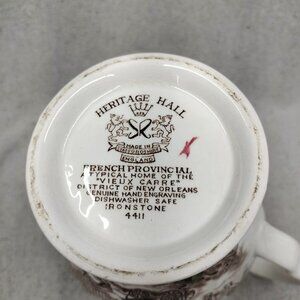 HERITAGE HALL
MADE IN
STAFFORDSHIRE
ENGLAND
FRENCH PROVINCIAL
A TYPICAL HOME OF THE
"VIEUX CARRE"
DISTRICT OF NEW ORLEANS
GENUINE HAND ENGRAVING
DISHWASHER SAFE
IRONSTONE
4411